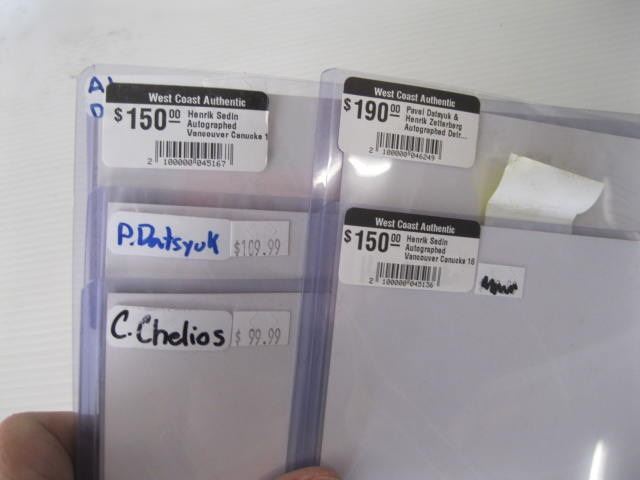 West Coast Authentic
$150.00 Henrik Sedin
Autographed
Vancouver Canucks 1
2 100000 045167
P. Datsyuk $109.99
C. Chelios $99.99
West Coast Authentic
$190.00 Pavel Datsyuk &
Henrik Zetterberg
Autographed Detr...
2 100000 046249
West Coast Authentic
$150.00 Henrik Sedin
Autographed
Vancouver Canucks 16
2 100000 045136